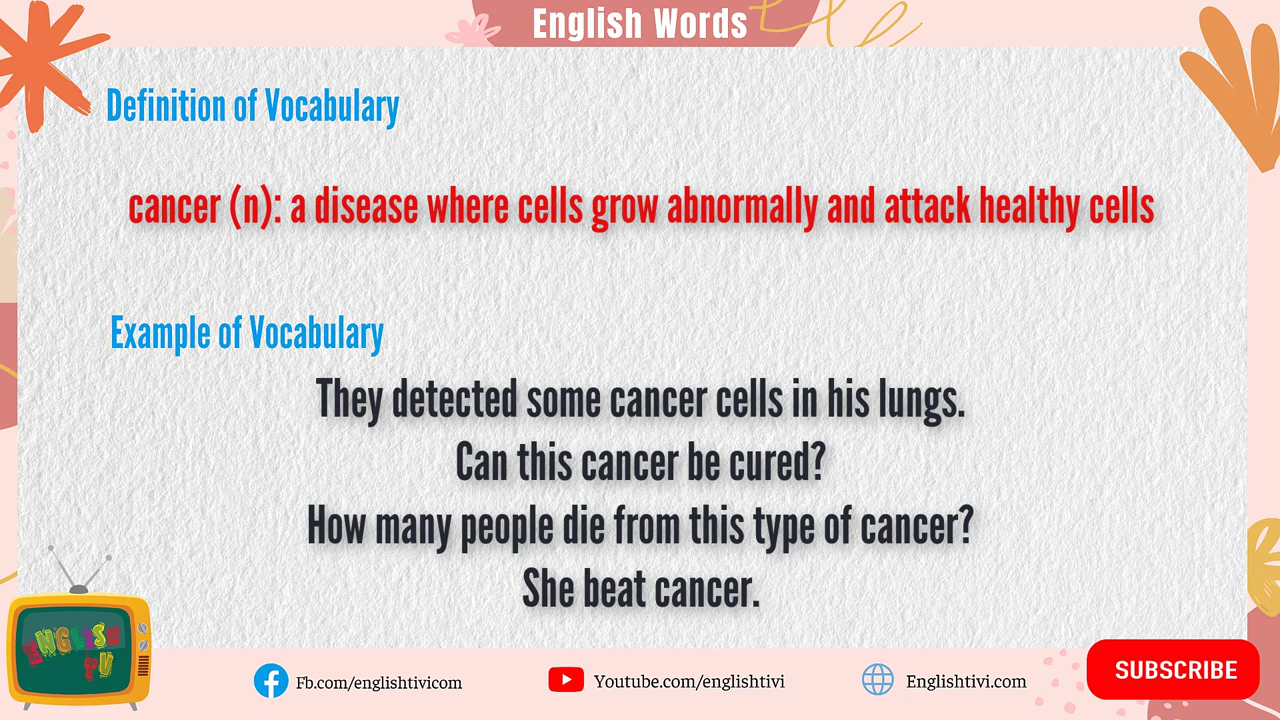 English Words
Definition of Vocabulary
cancer (n): a disease where cells grow abnormally and attack healthy cells
Example of Vocabulary
They detected some cancer cells in his lungs.
Can this cancer be cured?
How many people die from this type of cancer?
She beat cancer.
ENGLISH
TV
Fb.com/englishtivicom
Youtube.com/englishtivi
Englishtivi.com
SUBSCRIBE